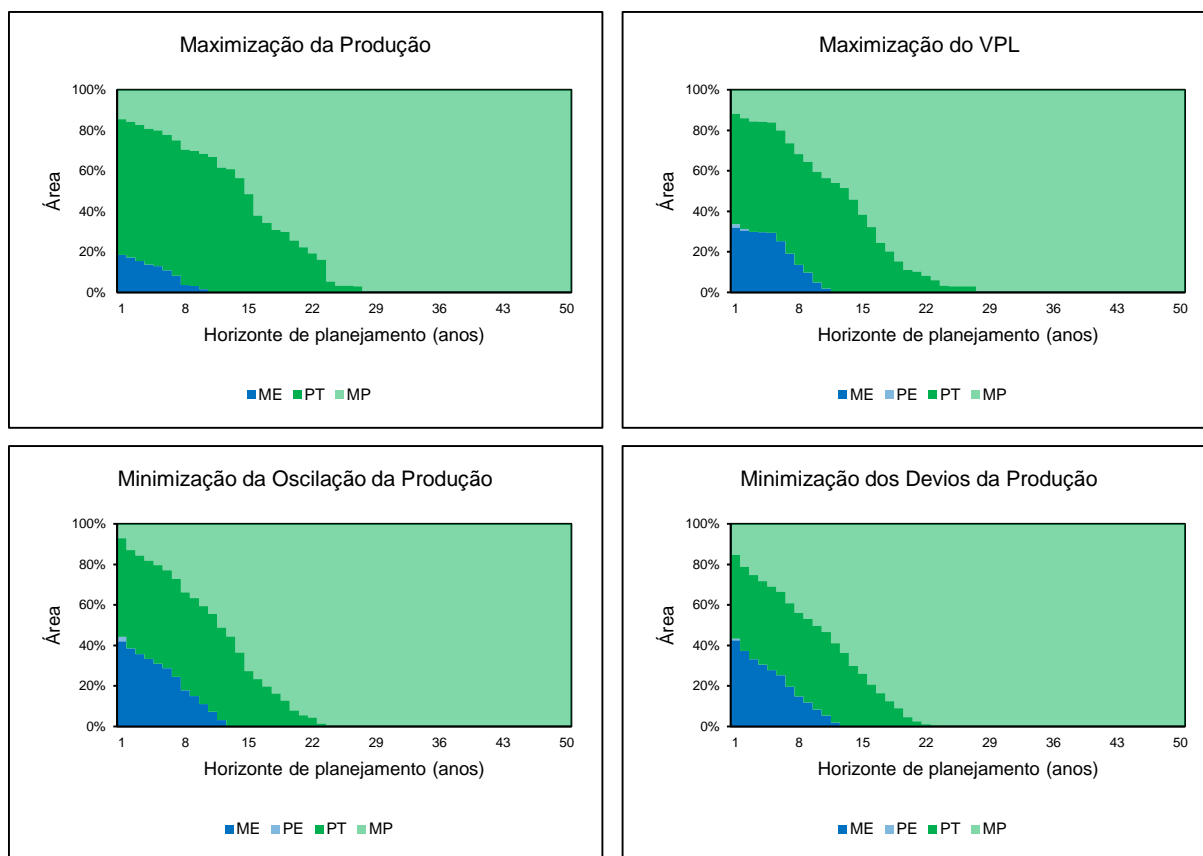 Maximização da Produção
100%
80%
60%
40%
20%
0%
Área
1 8 15 22 29 36 43 50
Horizonte de planejamento (anos)
ME PT MP
Maximização do VPL
100%
80%
60%
40%
20%
0%
Área
1 8 15 22 29 36 43 50
Horizonte de planejamento (anos)
ME PE PT MP
Minimização da Oscilação da Produção
100%
80%
60%
40%
20%
0%
Área
1 8 15 22 29 36 43 50
Horizonte de planejamento (anos)
ME PE PT MP
Minimização dos Devios da Produção
100%
80%
60%
40%
20%
0%
Área
1 8 15 22 29 36 43 50
Horizonte de planejamento (anos)
ME PE PT MP